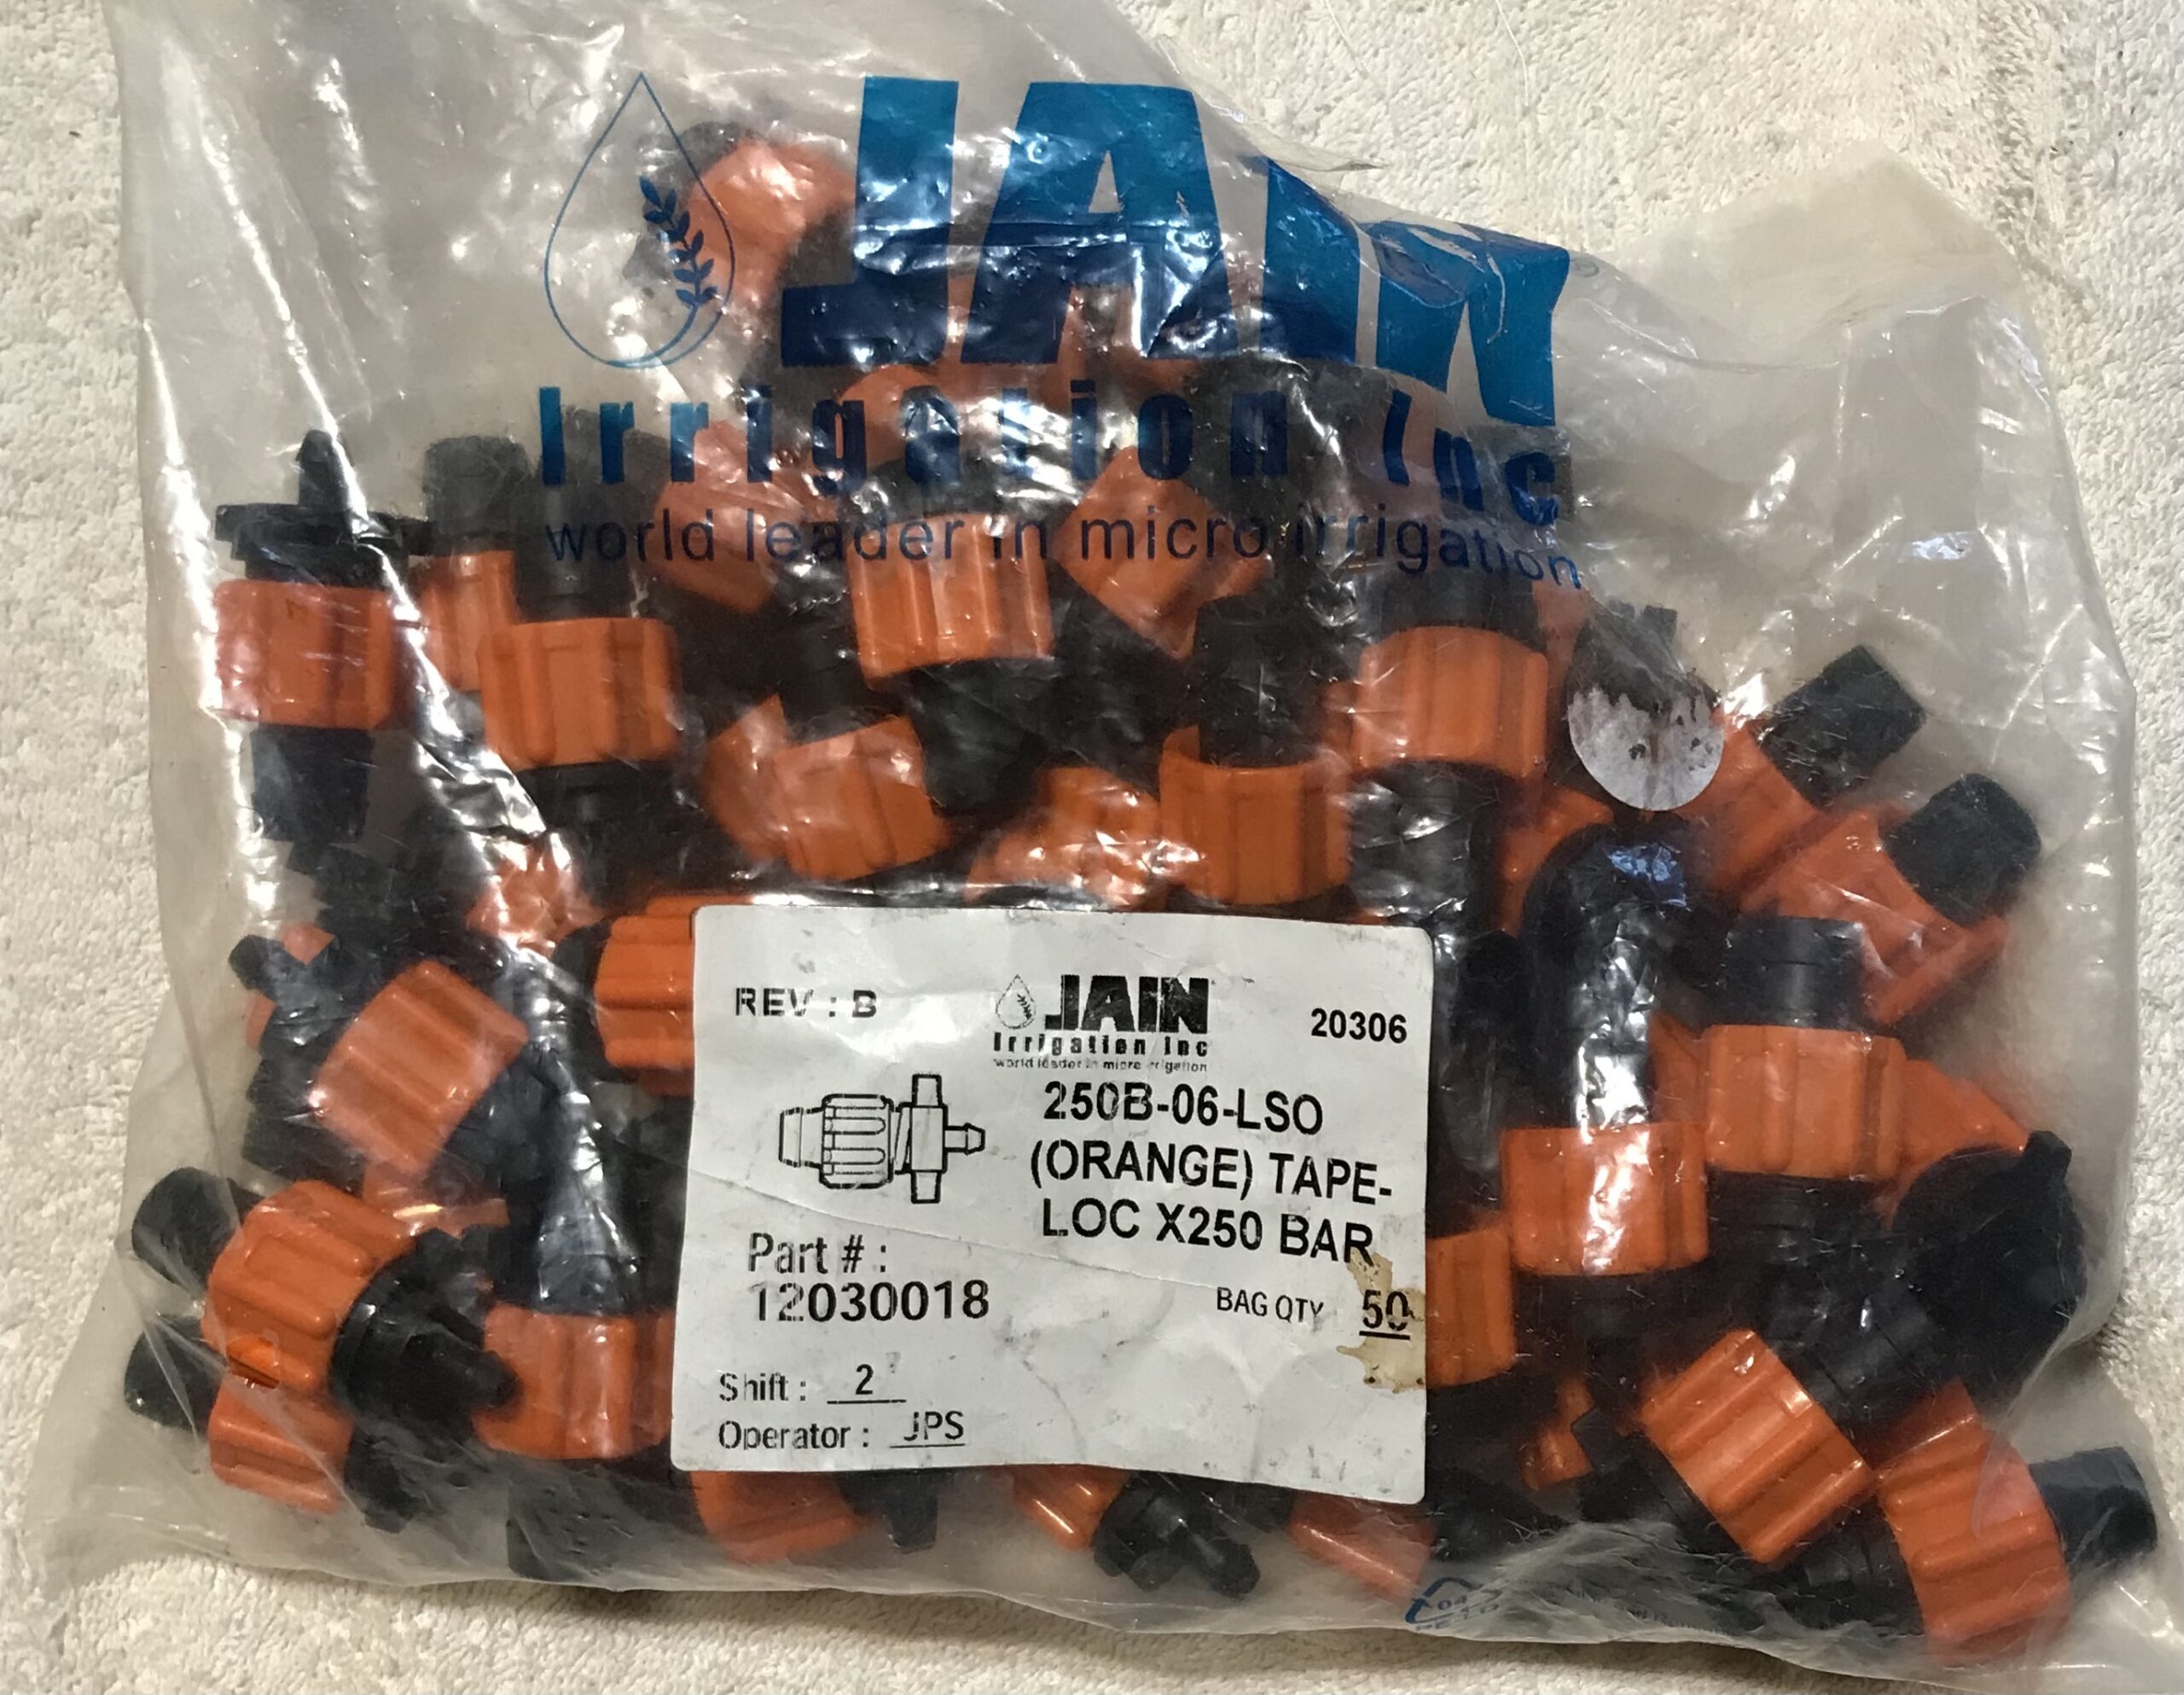 JAIN
Irrigation Inc
world leader in micro irrigation
REV : B
JAIN
Irrigation Inc
world leader in micro irrigation
20306
250B-06-LSO
(ORANGE) TAPE-
LOC X250 BAR
Part # :
12030018
BAG QTY 50
Shift : 2
Operator : JPS
04